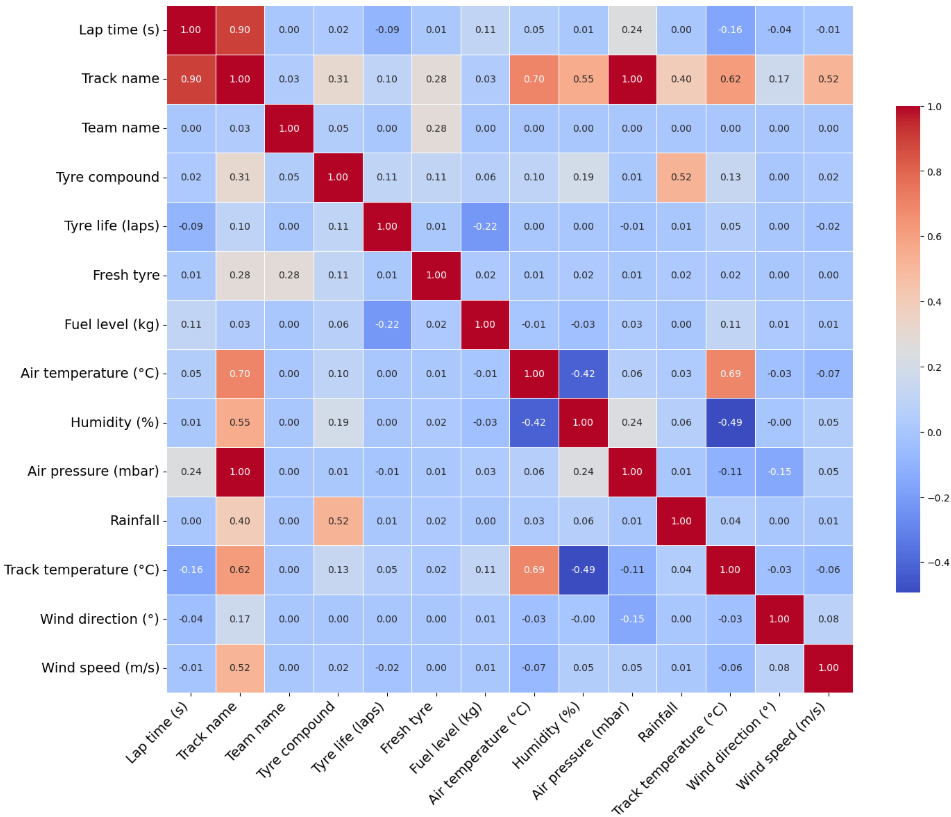 Lap time (s) 1.00 0.90 0.00 0.02 -0.09 0.01 0.11 0.05 0.01 0.24 0.00 -0.16 -0.04 -0.01
Track name 0.90 1.00 0.03 0.31 0.10 0.28 0.03 0.70 0.55 1.00 0.40 0.62 0.17 0.52
Team name 0.00 0.03 1.00 0.05 0.00 0.28 0.00 0.00 0.00 0.00 0.00 0.00 0.00 0.00
Tyre compound 0.02 0.31 0.05 1.00 0.11 0.11 0.06 0.10 0.19 0.01 0.52 0.13 0.00 0.02
Tyre life (laps) -0.09 0.10 0.00 0.11 1.00 0.01 -0.22 0.00 0.00 -0.01 0.01 0.05 0.00 -0.02
Fresh tyre 0.01 0.28 0.28 0.11 0.01 1.00 0.02 0.01 0.02 0.01 0.02 0.02 0.00 0.00
Fuel level (kg) 0.11 0.03 0.00 0.06 -0.22 0.02 1.00 -0.01 -0.03 0.03 0.00 0.11 0.01 0.01
Air temperature (°C) 0.05 0.70 0.00 0.10 0.00 0.01 -0.01 1.00 -0.42 0.06 0.03 0.69 -0.03 -0.07
Humidity (%) 0.01 0.55 0.00 0.19 0.00 0.02 -0.03 -0.42 1.00 0.24 0.06 -0.49 -0.00 0.05
Air pressure (mbar) 0.24 1.00 0.00 0.01 -0.01 0.01 0.03 0.06 0.24 1.00 0.01 -0.11 -0.15 0.05
Rainfall 0.00 0.40 0.00 0.52 0.01 0.02 0.00 0.03 0.06 0.01 1.00 0.04 0.00 0.01
Track temperature (°C) -0.16 0.62 0.00 0.13 0.05 0.02 0.11 0.69 -0.49 -0.11 0.04 1.00 -0.03 -0.06
Wind direction (°) -0.04 0.17 0.00 0.00 0.00 0.00 0.01 -0.03 -0.00 -0.15 0.00 -0.03 1.00 0.08
Wind speed (m/s) -0.01 0.52 0.00 0.02 -0.02 0.00 0.01 -0.07 0.05 0.05 0.01 -0.06 0.08 1.00
Lap time (s)
Track name
Team name
Tyre compound
Tyre life (laps)
Fresh tyre
Fuel level (kg)
Air temperature (°C)
Humidity (%)
Air pressure (mbar)
Rainfall
Track temperature (°C)
Wind direction (°)
Wind speed (m/s)
1.0
0.8
0.6
0.4
0.2
0.0
−0.2
−0.4